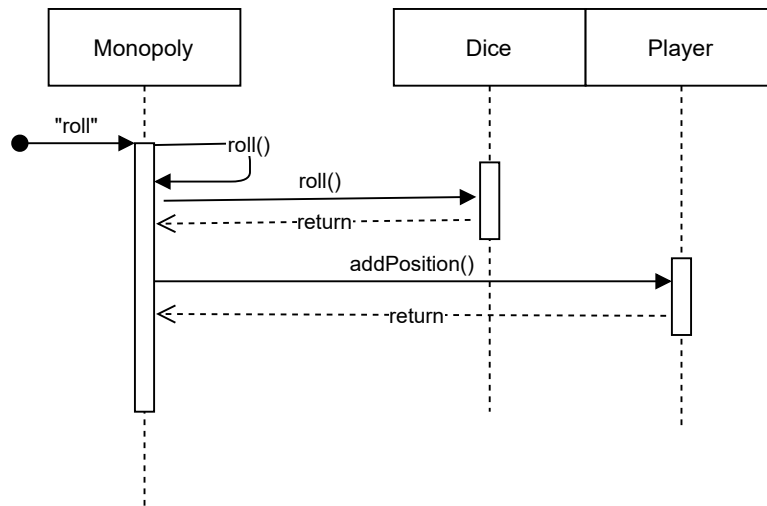 Monopoly
Dice
Player
"roll"
roll()
roll()
return
addPosition()
return